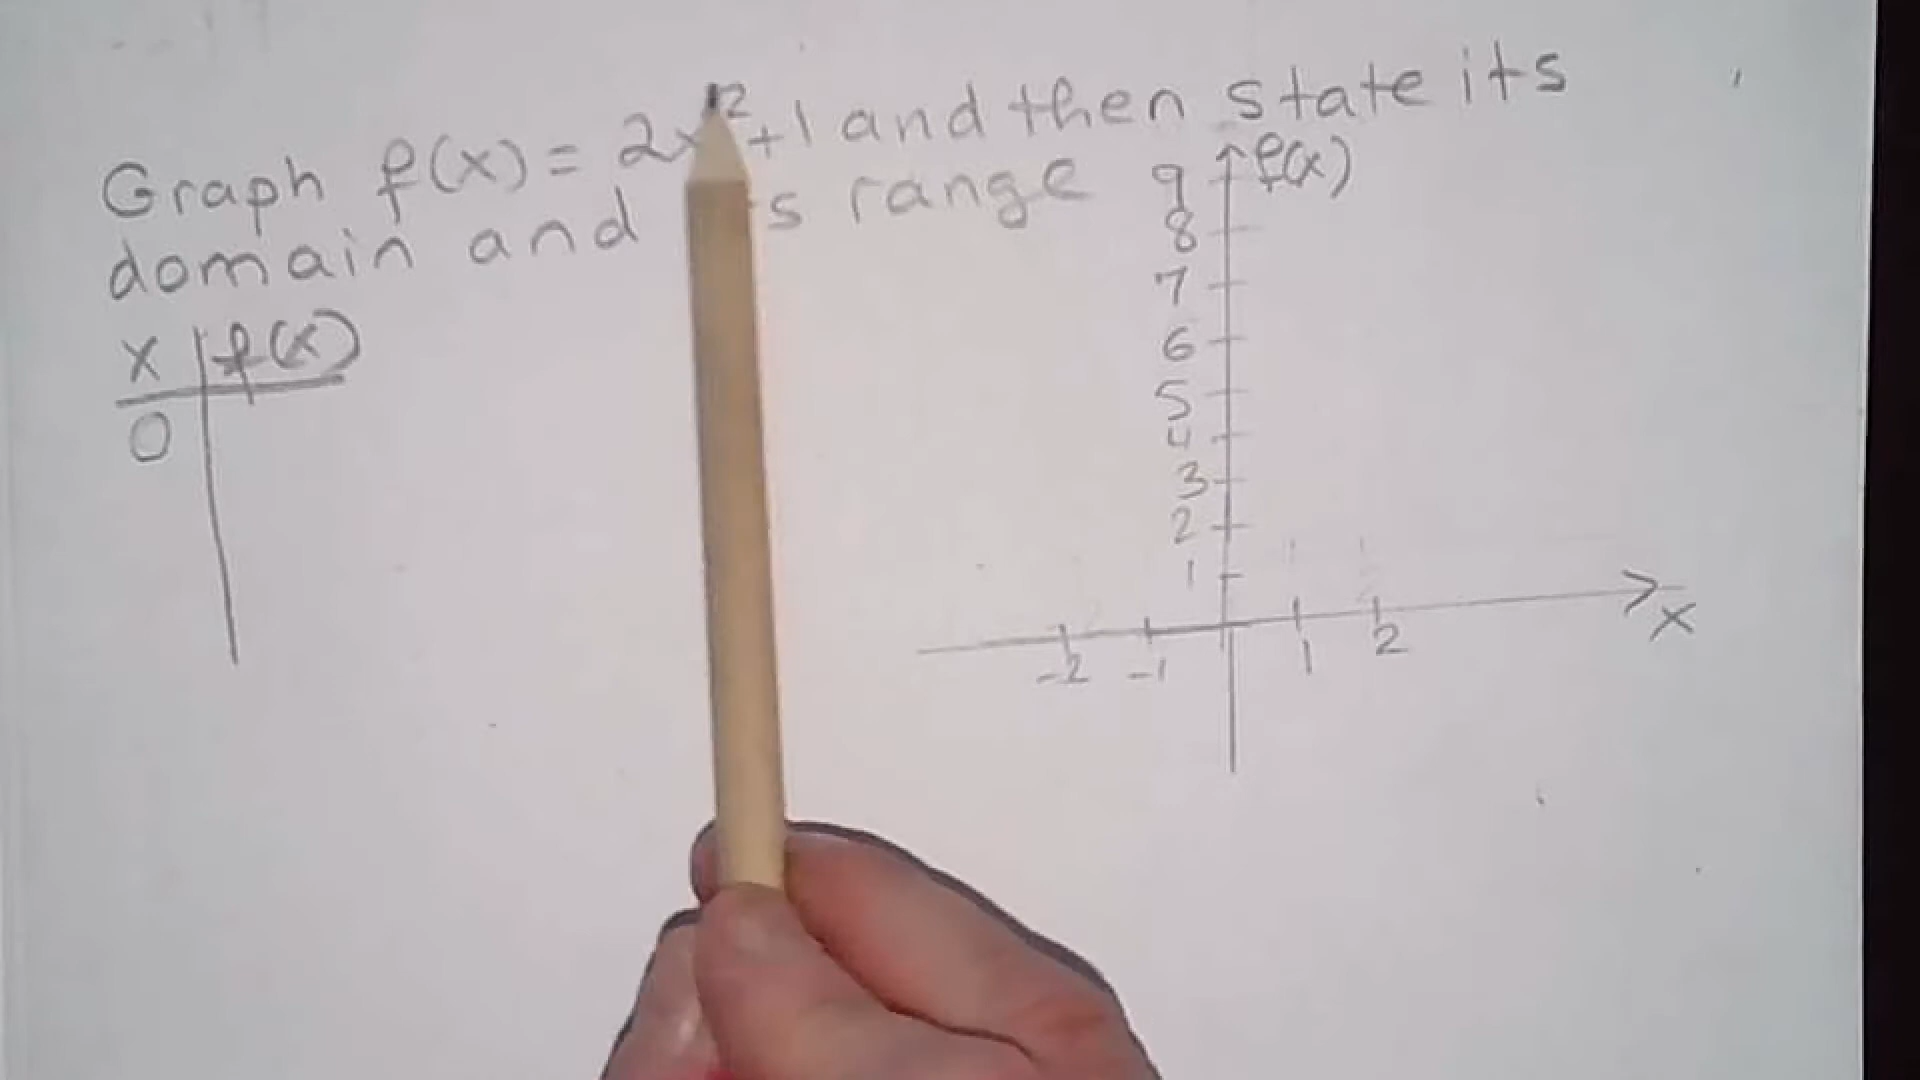 Graph f(x) = 2x²+1 and then state its
domain and its range
x f(x)
0
f(x)
9
8
7
6
5
4
3
2
1
-2 -1 1 2
x